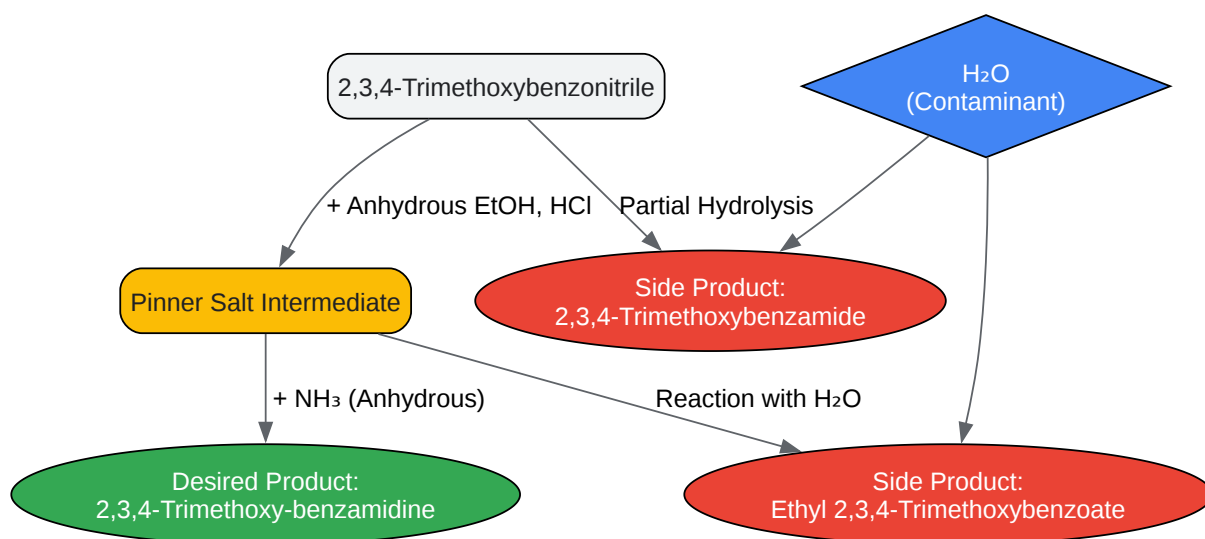 2,3,4-Trimethoxybenzonitrile
H₂O
(Contaminant)
+ Anhydrous EtOH, HCl
Partial Hydrolysis
Pinner Salt Intermediate
Side Product:
2,3,4-Trimethoxybenzamide
+ NH₃ (Anhydrous)
Reaction with H₂O
Desired Product:
2,3,4-Trimethoxy-benzamidine
Side Product:
Ethyl 2,3,4-Trimethoxybenzoate